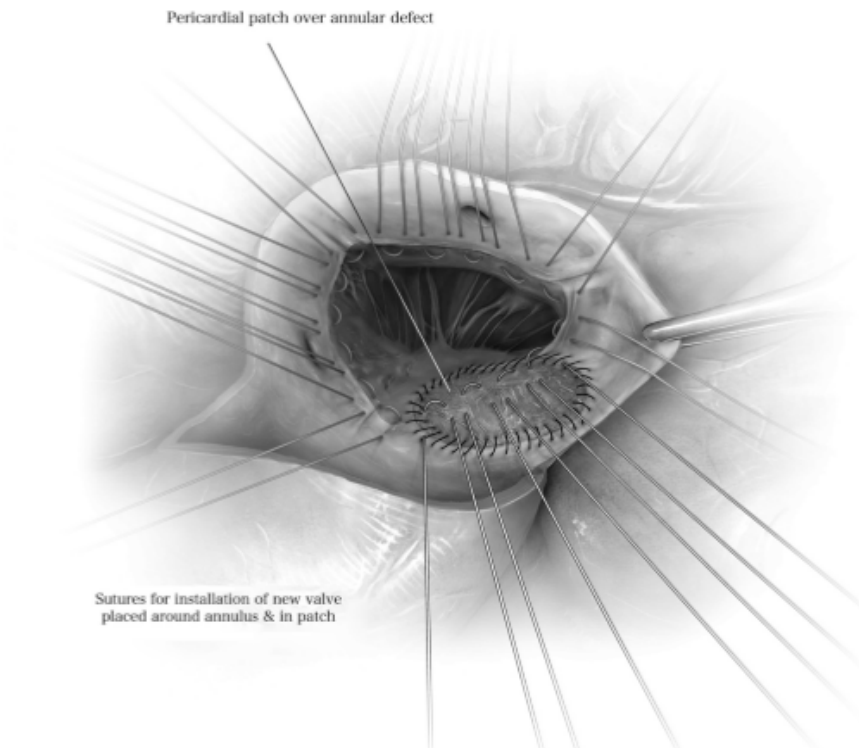 Pericardial patch over annular defect
Sutures for installation of new valve
placed around annulus & in patch